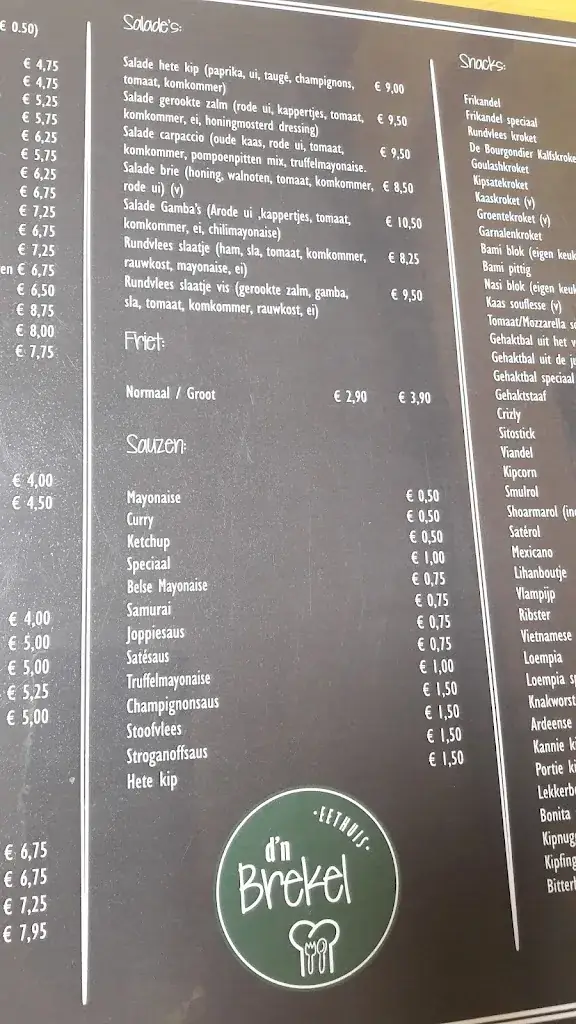 € 0.50)
€ 4,75
€ 4,75
€ 5,25
€ 5,75
€ 6,25
€ 5,75
€ 6,25
€ 6,75
€ 7,25
€ 6,75
€ 7,25
en € 6,75
€ 6,50
€ 8,75
€ 8,00
€ 7,75
€ 4,00
€ 4,50
€ 4,00
€ 5,00
€ 5,00
€ 5,25
€ 5,00
€ 6,75
€ 6,75
€ 7,25
€ 7,95
Salade's:
Salade hete kip (paprika, ui, taugé, champignons,
tomaat, komkommer) € 9,00
Salade gerookte zalm (rode ui, kappertjes, tomaat,
komkommer, ei, honingmosterd dressing) € 9,50
Salade carpaccio (oude kaas, rode ui, tomaat,
komkommer, pompoenpitten mix, truffelmayonaise. € 9,50
Salade brie (honing, walnoten, tomaat, komkommer, € 8,50
rode ui) (v)
Salade Gamba's (Arode ui ,kappertjes, tomaat,
komkommer, ei, chilimayonaise) € 10,50
Rundvlees slaatje (ham, sla, tomaat, komkommer, € 8,25
rauwkost, mayonaise, ei)
Rundvlees slaatje vis (gerookte zalm, gamba, € 9,50
sla, tomaat, komkommer, rauwkost, ei)
Friet:
Normaal / Groot € 2,90 € 3,90
Sauzen:
Mayonaise € 0,50
Curry € 0,50
Ketchup € 0,50
Speciaal € 1,00
Belse Mayonaise € 0,75
Samurai € 0,75
Joppiesaus € 0,75
Satésaus € 0,75
Truffelmayonaise € 1,00
Champignonsaus € 1,50
Stoofvlees € 1,50
Stroganoffsaus € 1,50
Hete kip € 1,50
·EETHUIS·
d'n
Brekel
Snacks:
Frikandel
Frikandel speciaal
Rundvlees kroket
De Bourgondier Kalfskroke
Goulashkroket
Kipsatekroket
Kaaskroket (v)
Groentekroket (v)
Garnalenkroket
Bami blok (eigen keuk
Bami pittig
Nasi blok (eigen keuk
Kaas souflesse (v)
Tomaat/Mozzarella so
Gehaktbal uit het v
Gehaktbal uit de j
Gehaktbal speciaal
Gehaktstaaf
Crizly
Sitostick
Viandel
Kipcorn
Smulrol
Shoarmarol (in
Satérol
Mexicano
Lihanboutje
Vlampijp
Ribster
Vietnamese
Loempia
Loempia sp
Knakworst
Ardeense
Kannie ki
Portie ki
Lekkerb
Bonita
Kipnugg
Kipfing
Bitterb